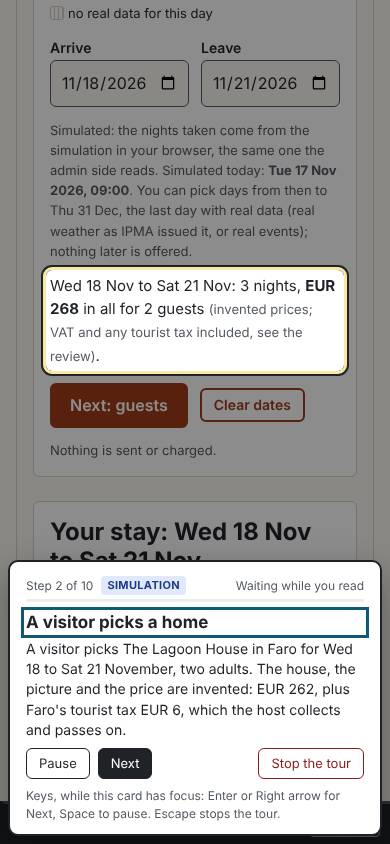 no real data for this day
Arrive
Leave
11/18/2026
11/21/2026
Simulated: the nights taken come from the
simulation in your browser, the same one the
admin side reads. Simulated today: Tue 17 Nov
2026, 09:00. You can pick days from then to
Thu 31 Dec, the last day with real data (real
weather as IPMA issued it, or real events);
nothing later is offered.
Wed 18 Nov to Sat 21 Nov: 3 nights, EUR
268 in all for 2 guests (invented prices;
VAT and any tourist tax included, see the
review).
Next: guests
Clear dates
Nothing is sent or charged.
Your stay: Wed 18 Nov
to Sat 21 Nov
Step 2 of 10
SIMULATION
Waiting while you read
A visitor picks a home
A visitor picks The Lagoon House in Faro for Wed
18 to Sat 21 November, two adults. The house, the
picture and the price are invented: EUR 262, plus
Faro's tourist tax EUR 6, which the host collects
and passes on.
Pause
Next
Stop the tour
Keys, while this card has focus: Enter or Right arrow for
Next, Space to pause. Escape stops the tour.